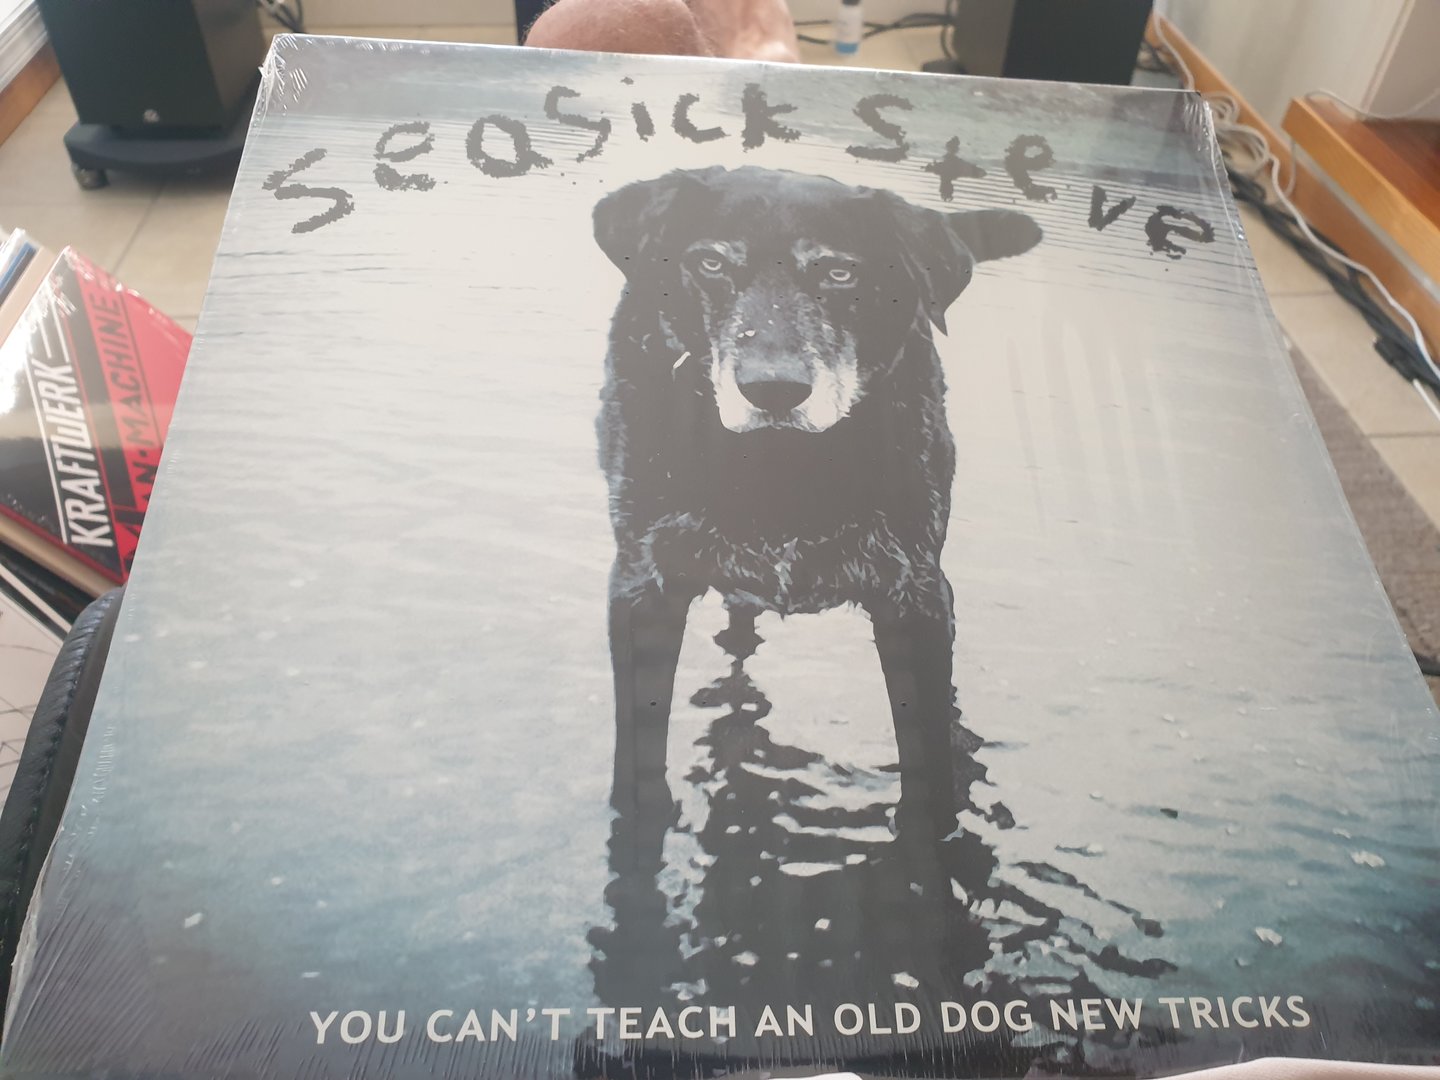 Seasick Steve
YOU CAN'T TEACH AN OLD DOG NEW TRICKS
KRAFTWERK
MAN·MACHINE